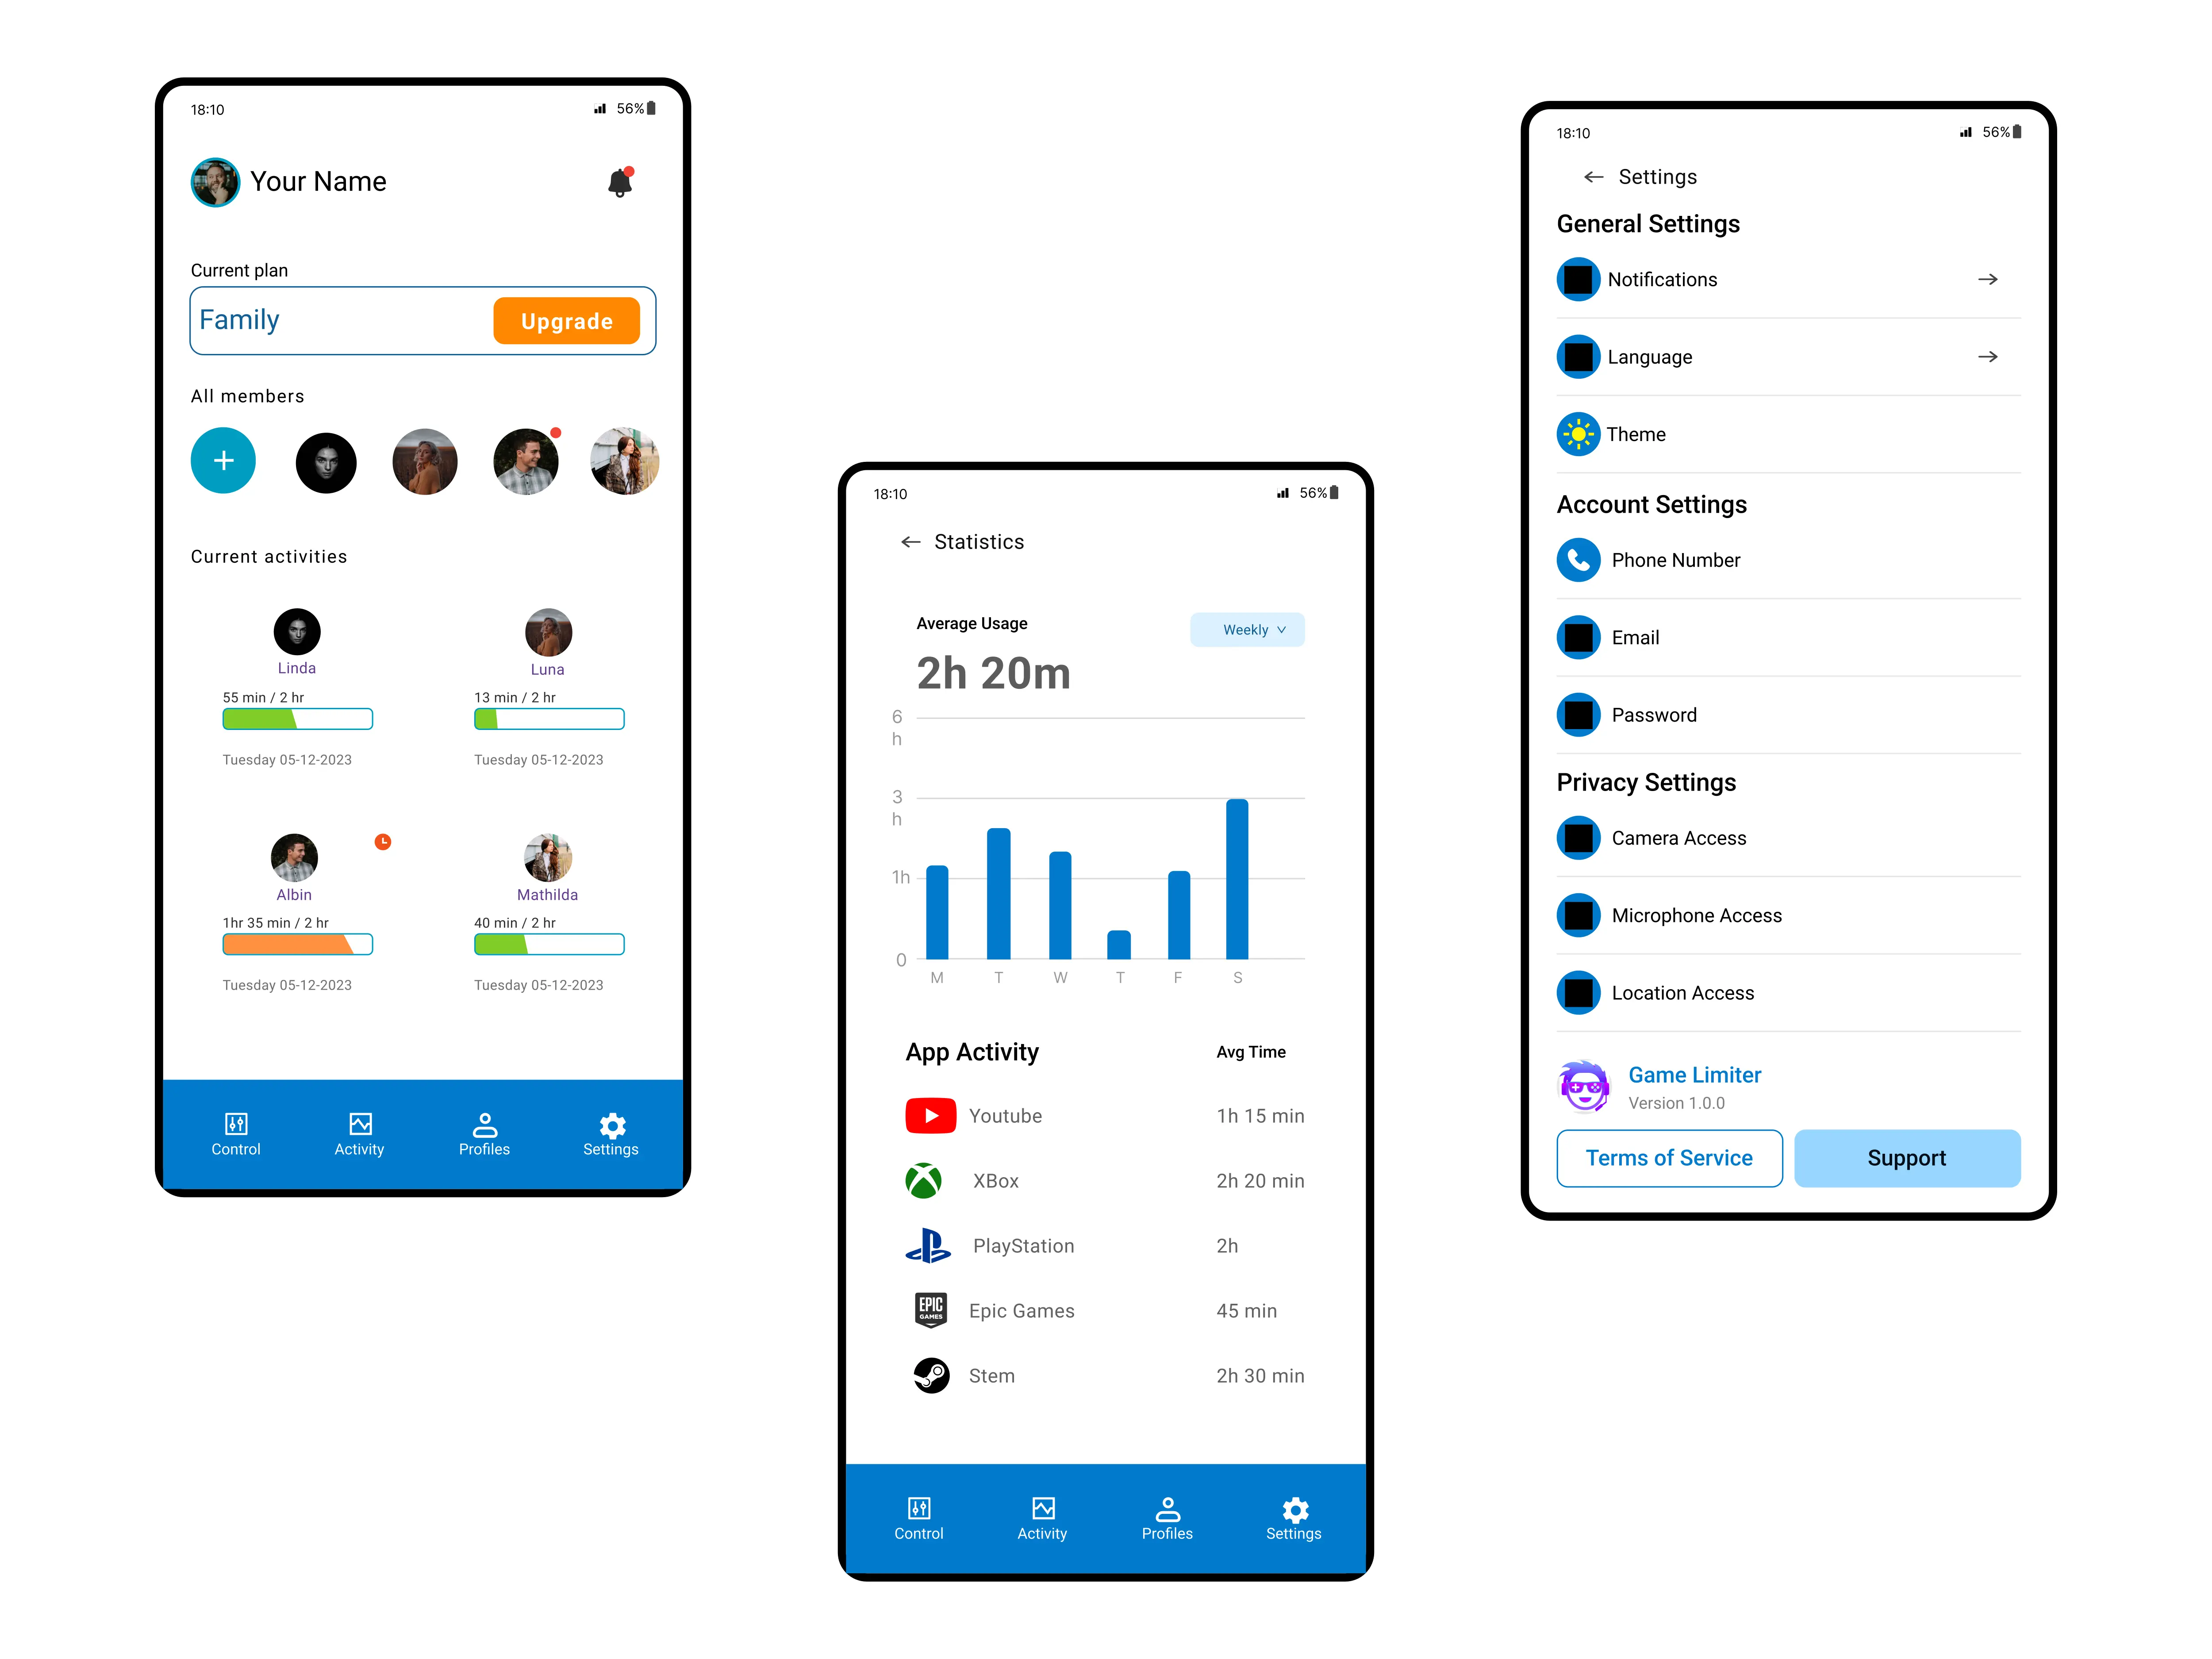 18:10
56%
Your Name
Current plan
Family
Upgrade
All members
Current activities
Linda
Luna
55 min / 2 hr
13 min / 2 hr
Tuesday 05-12-2023
Tuesday 05-12-2023
Albin
Mathilda
1hr 35 min / 2 hr
40 min / 2 hr
Tuesday 05-12-2023
Tuesday 05-12-2023
Control
Activity
Profiles
Settings
18:10
56%
Statistics
Average Usage
Weekly
2h 20m
6
h
3
h
1h
0
M T W T F S
App Activity
Avg Time
Youtube
1h 15 min
XBox
2h 20 min
PlayStation
2h
EPIC
GAMES
Epic Games
45 min
Stem
2h 30 min
Control
Activity
Profiles
Settings
18:10
56%
Settings
General Settings
Notifications
Language
Theme
Account Settings
Phone Number
Email
Password
Privacy Settings
Camera Access
Microphone Access
Location Access
Game Limiter
Version 1.0.0
Terms of Service
Support